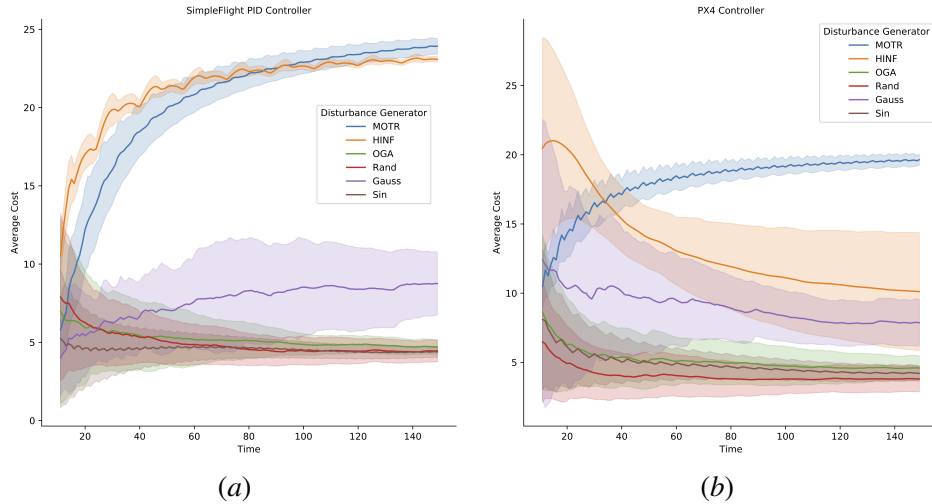 SimpleFlight PID Controller
25
20
15
10
5
0
Average Cost
20
40
60
80
100
120
140
Time
Disturbance Generator
MOTR
HINF
OGA
Rand
Gauss
Sin
(a)
PX4 Controller
25
20
15
10
5
Average Cost
20
40
60
80
100
120
140
Time
Disturbance Generator
MOTR
HINF
OGA
Rand
Gauss
Sin
(b)